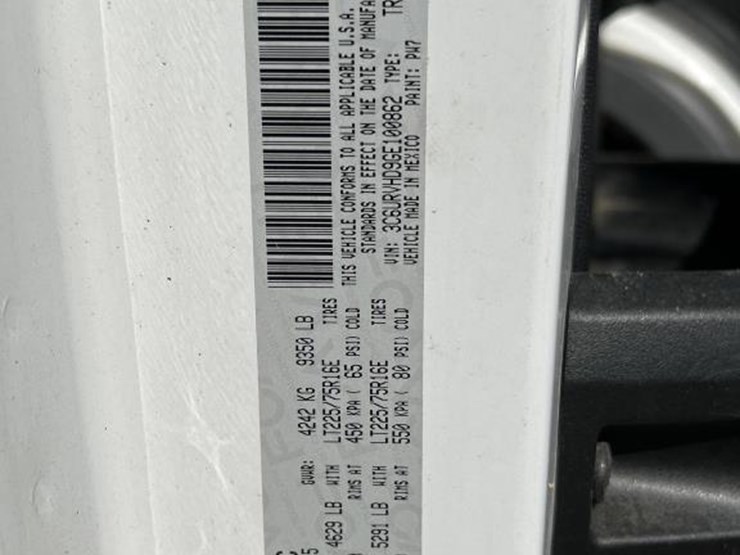 THIS VEHICLE CONFORMS TO ALL APPLICABLE U.S.A.
STANDARDS IN EFFECT ON THE DATE OF MANUFA
VIN: 3C6URVHD9GE100862 TYPE: TR
VEHICLE MADE IN MEXICO PAINT: PW7
GVWR: 4242 KG 9350 LB
4629 LB WITH LT225/75R16E TIRES
RIMS AT 450 KPA ( 65 PSI) COLD
5291 LB WITH LT225/75R16E TIRES
RIMS AT 550 KPA ( 80 PSI) COLD